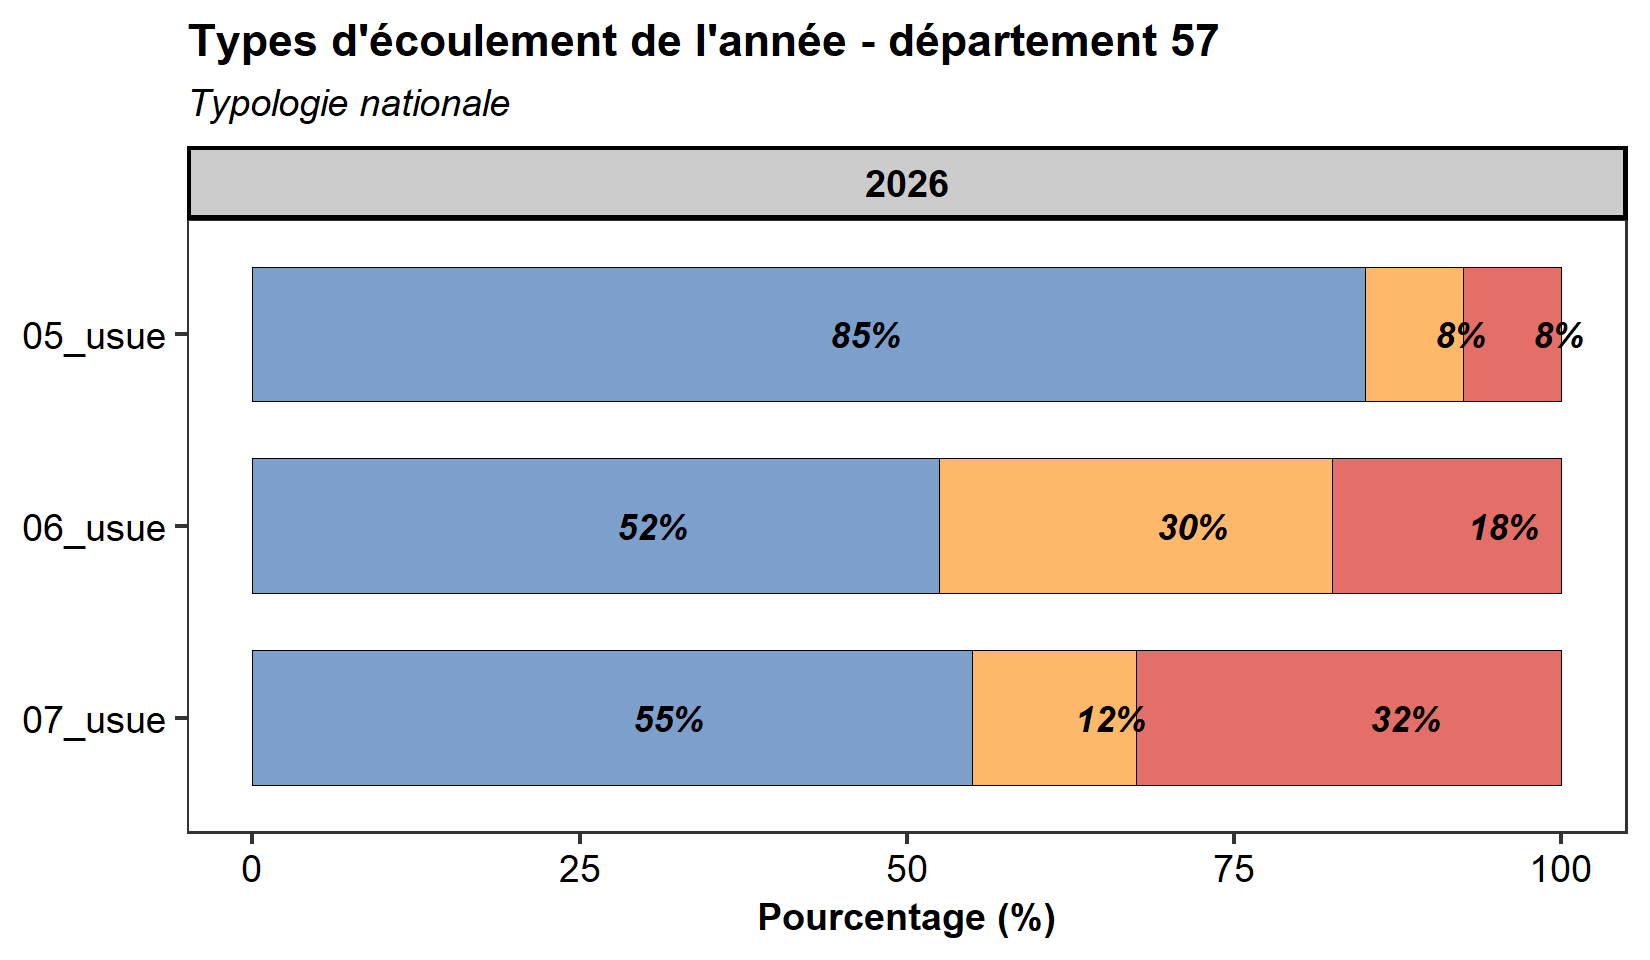 Types d'écoulement de l'année - département 57
Typologie nationale
2026
05_usue
85%
8%
8%
06_usue
52%
30%
18%
07_usue
55%
12%
32%
0
25
50
75
100
Pourcentage (%)